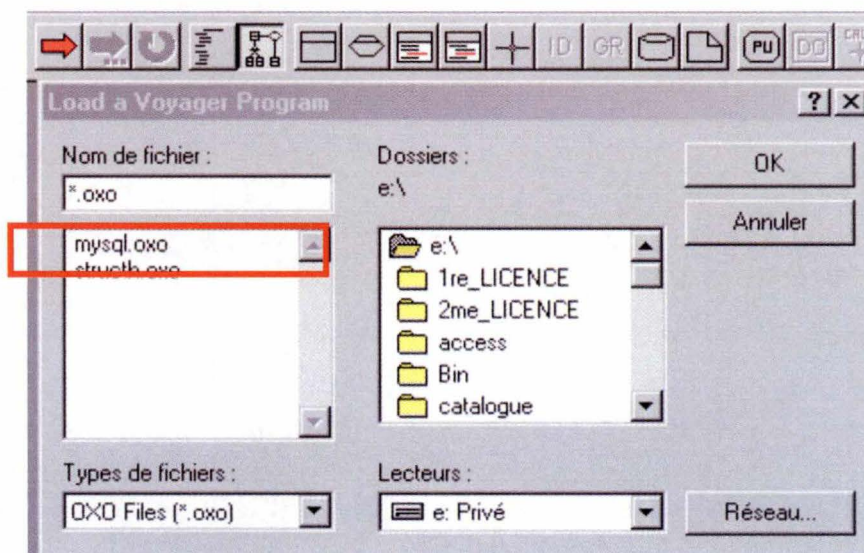 ID GR PU DO
Load a Voyager Program
Nom de fichier :
Dossiers :
OK
*.oxo
e:\
Annuler
mysql.oxo
e:\
1re_LICENCE
2me_LICENCE
access
Bin
catalogue
Types de fichiers :
Lecteurs :
OXO Files (*.oxo)
e: Privé
Réseau...